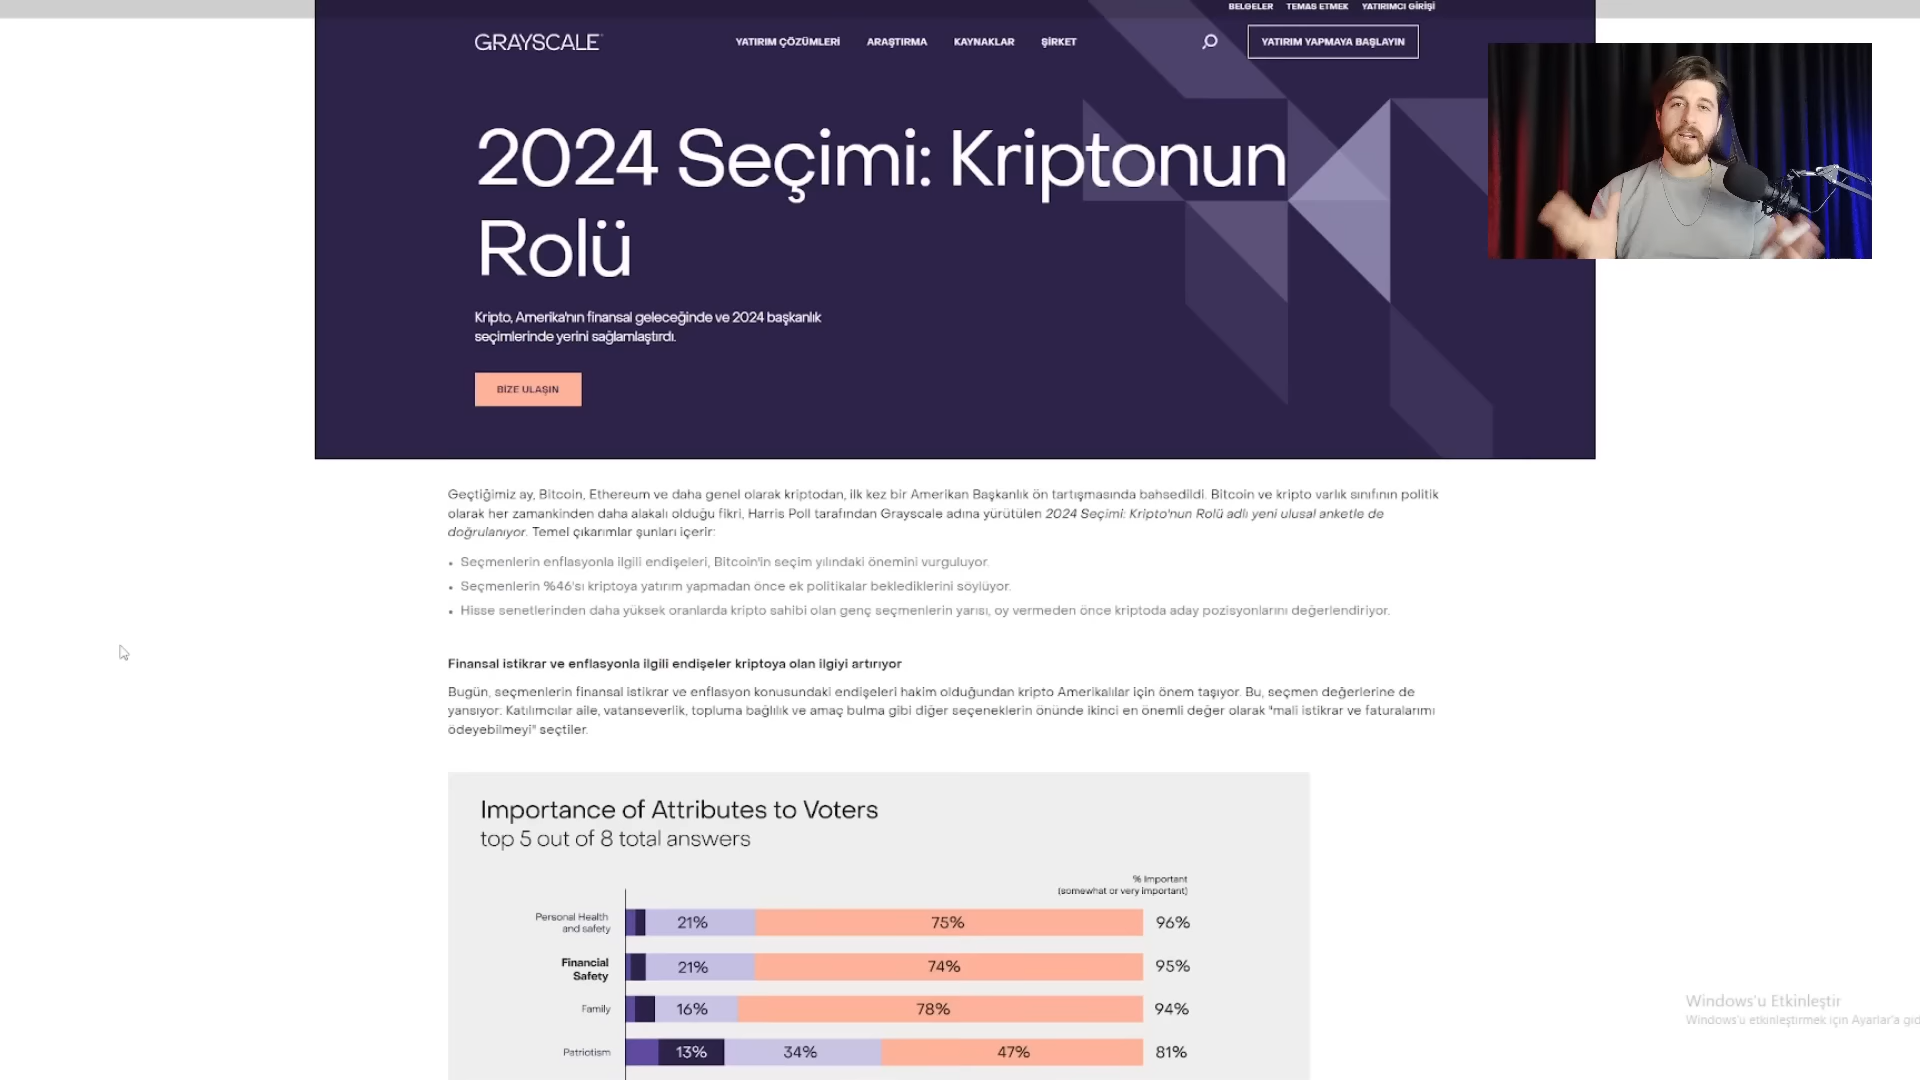 BELGELER TEMAS ETMEK YATIRIMCI GİRİŞİ
GRAYSCALE
YATIRIM ÇÖZÜMLERİ ARAŞTIRMA KAYNAKLAR ŞİRKET
YATIRIM YAPMAYA BAŞLAYIN
2024 Seçimi: Kriptonun
Rolü
Kripto, Amerika'nın finansal geleceğinde ve 2024 başkanlık
seçimlerinde yerini sağlamlaştırdı.
BİZE ULAŞIN
Geçtiğimiz ay, Bitcoin, Ethereum ve daha genel olarak kriptodan, ilk kez bir Amerikan Başkanlık ön tartışmasında bahsedildi. Bitcoin ve kripto varlık sınıfının politik
olarak her zamankinden daha alakalı olduğu fikri, Harris Poll tarafından Grayscale adına yürütülen 2024 Seçimi: Kripto'nun Rolü adlı yeni ulusal anketle de
doğrulanıyor. Temel çıkarımlar şunları içerir:
• Seçmenlerin enflasyonla ilgili endişeleri, Bitcoin'in seçim yılındaki önemini vurguluyor.
• Seçmenlerin %46'sı kriptoya yatırım yapmadan önce ek politikalar beklediklerini söylüyor.
• Hisse senetlerinden daha yüksek oranlarda kripto sahibi olan genç seçmenlerin yarısı, oy vermeden önce kriptoda aday pozisyonlarını değerlendiriyor.
Finansal istikrar ve enflasyonla ilgili endişeler kriptoya olan ilgiyi artırıyor
Bugün, seçmenlerin finansal istikrar ve enflasyon konusundaki endişeleri hakim olduğundan kripto Amerikalılar için önem taşıyor. Bu, seçmen değerlerine de
yansıyor: Katılımcılar aile, vatanseverlik, topluma bağlılık ve amaç bulma gibi diğer seçeneklerin önünde ikinci en önemli değer olarak "mali istikrar ve faturalarımı
ödeyebilmeyi" seçtiler.
Importance of Attributes to Voters
top 5 out of 8 total answers
% Important
(somewhat or very important)
Personal Health
and safety
21% 75% 96%
Financial
Safety
21% 74% 95%
Family 16% 78% 94%
Patriotism 13% 34% 47% 81%
Windows'u Etkinleştir
Windows'u etkinleştirmek için Ayarlar'a gid